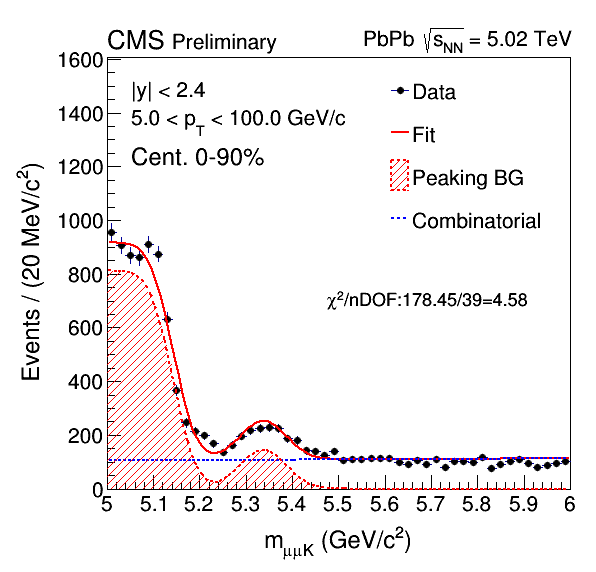 CMS Preliminary PbPb √s_NN = 5.02 TeV
|y| < 2.4
5.0 < p_T < 100.0 GeV/c
Cent. 0-90%
Data
Fit
Peaking BG
Combinatorial
χ²/nDOF:178.45/39=4.58
Events / (20 MeV/c²)
1600
1400
1200
1000
800
600
400
200
0
5 5.1 5.2 5.3 5.4 5.5 5.6 5.7 5.8 5.9 6
m_μμK (GeV/c²)